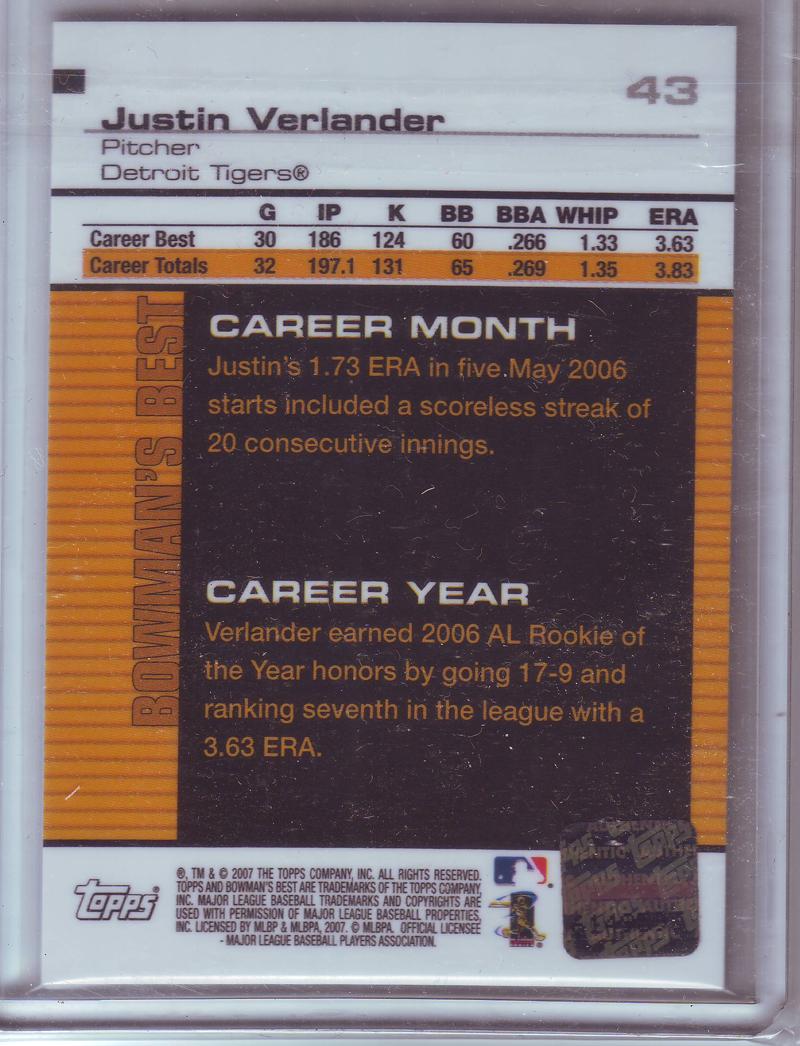 43
Justin Verlander
Pitcher
Detroit Tigers®
G IP K BB BBA WHIP ERA
Career Best 30 186 124 60 .266 1.33 3.63
Career Totals 32 197.1 131 65 .269 1.35 3.83
BOWMAN'S BEST
CAREER MONTH
Justin's 1.73 ERA in five May 2006
starts included a scoreless streak of
20 consecutive innings.
CAREER YEAR
Verlander earned 2006 AL Rookie of
the Year honors by going 17-9 and
ranking seventh in the league with a
3.63 ERA.
topps®
®, TM & © 2007 THE TOPPS COMPANY, INC. ALL RIGHTS RESERVED.
TOPPS AND BOWMAN'S BEST ARE TRADEMARKS OF THE TOPPS COMPANY,
INC. MAJOR LEAGUE BASEBALL TRADEMARKS AND COPYRIGHTS ARE
USED WITH PERMISSION OF MAJOR LEAGUE BASEBALL PROPERTIES,
INC. LICENSED BY MLBP & MLBPA, 2007. © MLBPA. OFFICIAL LICENSEE
- MAJOR LEAGUE BASEBALL PLAYERS ASSOCIATION.